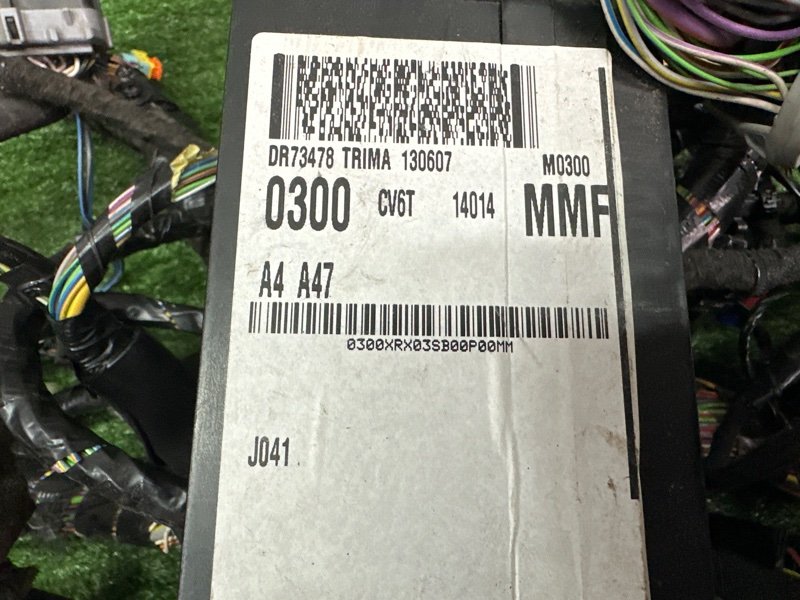 DR73478 TRIMA 130607 M0300
0300 CV6T 14014 MMF
A4 A47
0300XRX03SB00P00MM
J041